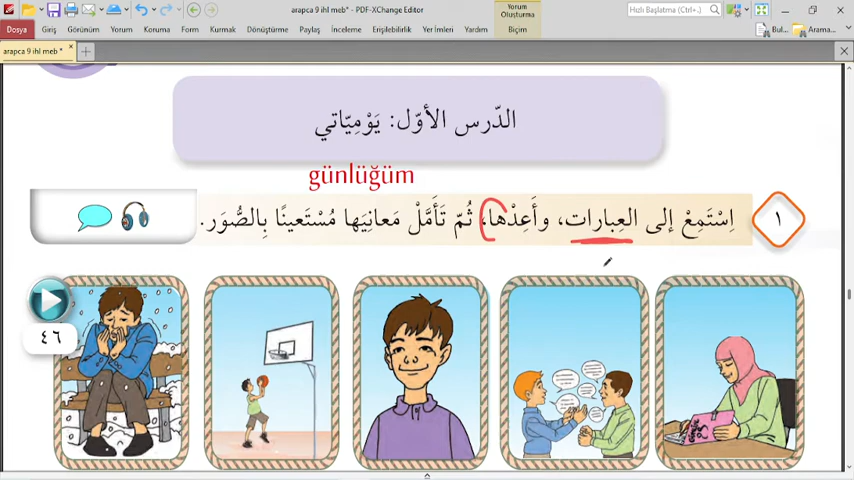 arapca 9 ihl meb* - PDF-XChange Editor
Yorum Oluşturma
Hızlı Başlatma (Ctrl+.)
Dosya Giriş Görünüm Yorum Koruma Form Kurmak Dönüştürme Paylaş İnceleme Erişilebilirlik Yer İmleri Yardım Biçim Bul... Arama...
arapca 9 ihl meb *
الدّرس الأوّل: يَوْمِيّاتي
günlüğüm
١ اِسْتَمِعْ إلى العِبارات، وأَعِدْها، ثُمّ تَأَمَّلْ مَعانِيَها مُسْتَعينًا بِالصُّوَر.
٤٦